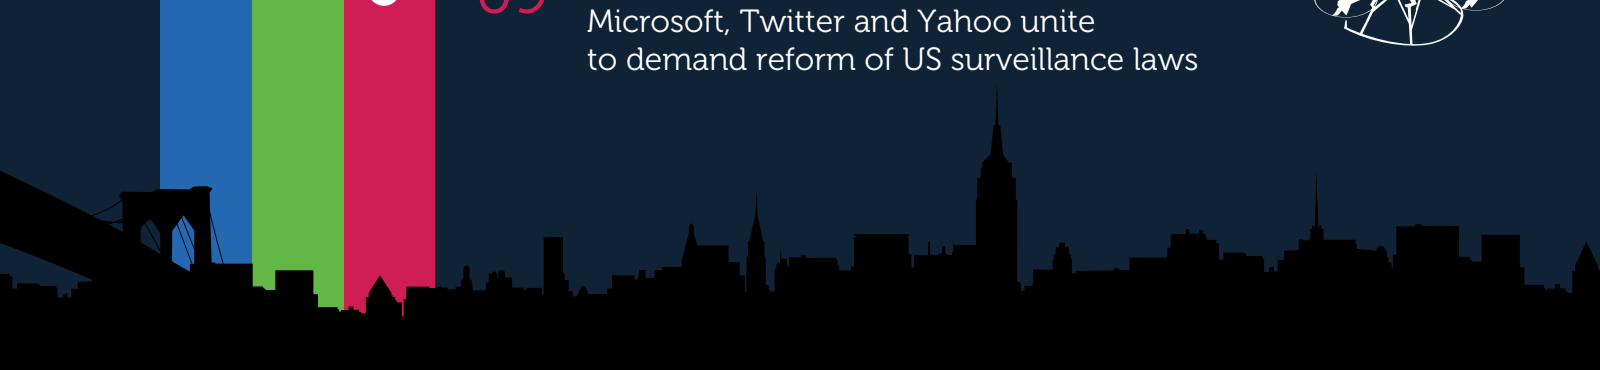 Microsoft, Twitter and Yahoo unite
to demand reform of US surveillance laws